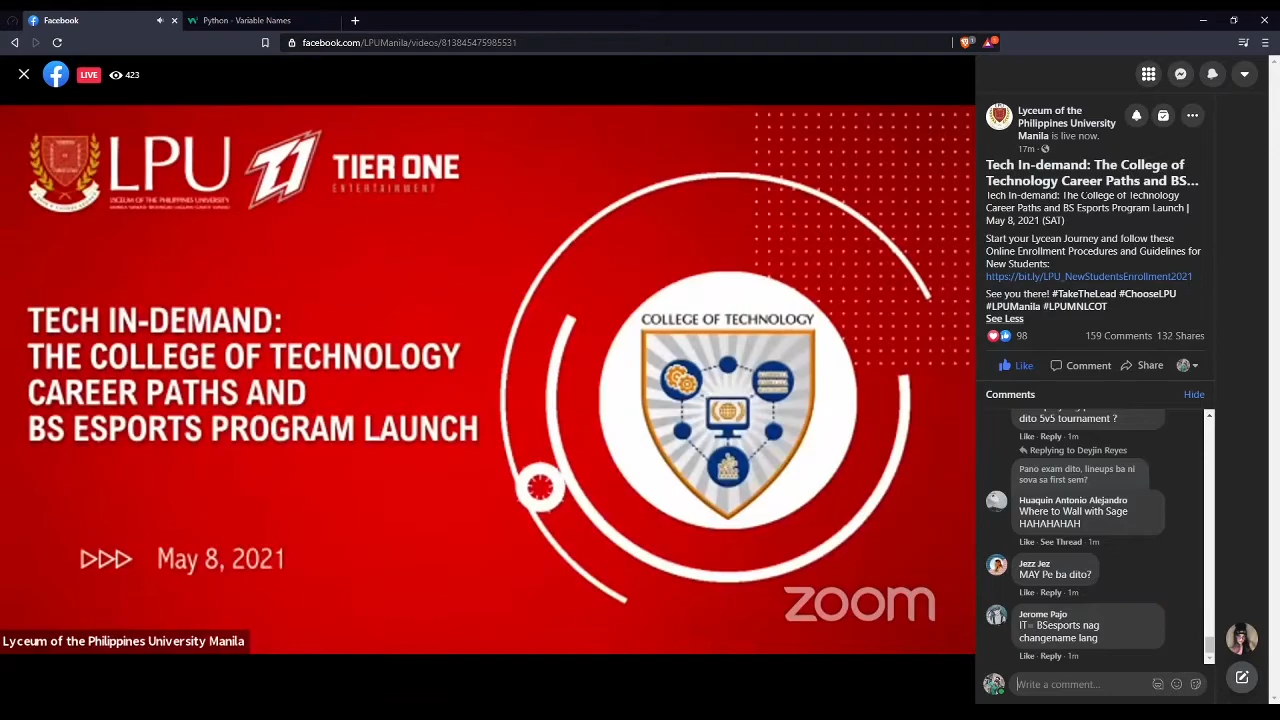 Facebook
Python - Variable Names
facebook.com/LPUManila/videos/813845475985531
LIVE
423
LPU
LYCEUM OF THE PHILIPPINES UNIVERSITY
TIER ONE
ENTERTAINMENT
TECH IN-DEMAND:
THE COLLEGE OF TECHNOLOGY
CAREER PATHS AND
BS ESPORTS PROGRAM LAUNCH
May 8, 2021
COLLEGE OF TECHNOLOGY
zoom
Lyceum of the Philippines University Manila
Lyceum of the
Philippines University
Manila is live now.
17m ·
Tech In-demand: The College of
Technology Career Paths and BS...
Tech In-demand: The College of Technology
Career Paths and BS Esports Program Launch |
May 8, 2021 (SAT)
Start your Lycean Journey and follow these
Online Enrollment Procedures and Guidelines for
New Students:
https://bit.ly/LPU_NewStudentsEnrollment2021
See you there! #TakeTheLead #ChooseLPU
#LPUManila #LPUMNLCOT
See Less
98
159 Comments 132 Shares
Like
Comment
Share
Comments
Hide
dito 5v5 tournament ?
Like · Reply · 1m
Replying to Deyjin Reyes
Pano exam dito, lineups ba ni
sova sa first sem?
Huaquin Antonio Alejandro
Where to Wall with Sage
HAHAHAHAH
Like · See Thread · 1m
Jezz Jez
MAY Pe ba dito?
Like · Reply · 1m
Jerome Pajo
IT= BSesports nag
changename lang
Like · Reply · 1m
Write a comment...